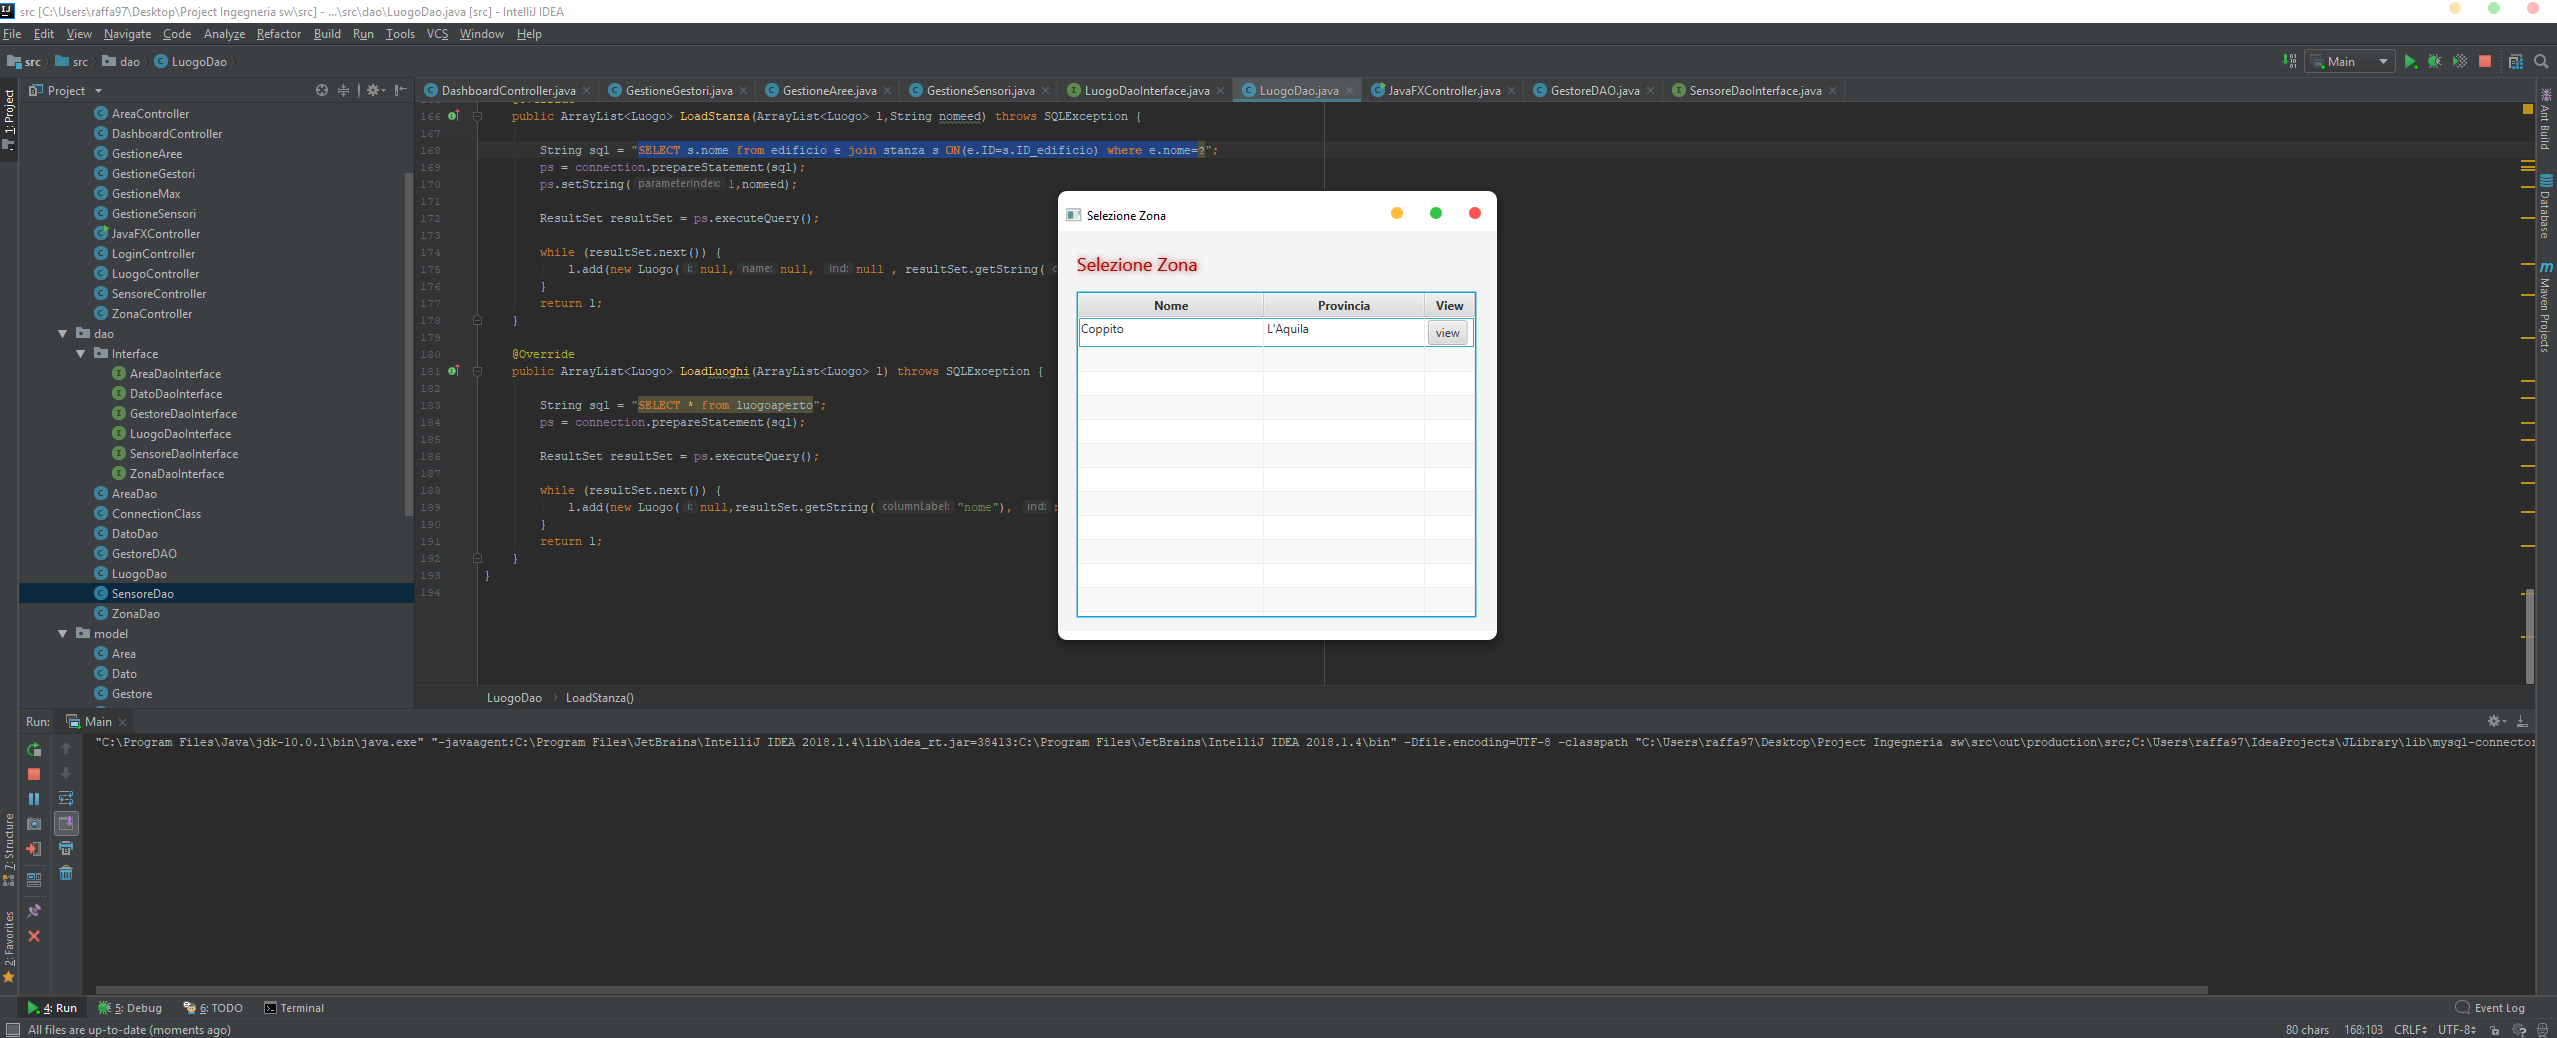 src [C:\Users\raffa97\Desktop\Project Ingegneria sw\src] - ...\src\dao\LuogoDao.java [src] - IntelliJ IDEA
File Edit View Navigate Code Analyze Refactor Build Run Tools VCS Window Help
src src dao LuogoDao Main
Project
DashboardController.java GestioneGestori.java GestioneAree.java GestioneSensori.java LuogoDaoInterface.java LuogoDao.java JavaFXController.java GestoreDAO.java SensoreDaoInterface.java
1: Project
7: Structure
2: Favorites
AreaController
DashboardController
GestioneAree
GestioneGestori
GestioneMax
GestioneSensori
JavaFXController
LoginController
LuogoController
SensoreController
ZonaController
dao
Interface
AreaDaoInterface
DatoDaoInterface
GestoreDaoInterface
LuogoDaoInterface
SensoreDaoInterface
ZonaDaoInterface
AreaDao
ConnectionClass
DatoDao
GestoreDAO
LuogoDao
SensoreDao
ZonaDao
model
Area
Dato
Gestore
@Override
166 public ArrayList<Luogo> LoadStanza(ArrayList<Luogo> l,String nomeed) throws SQLException {
167
168 String sql = "SELECT s.nome from edificio e join stanza s ON(e.ID=s.ID_edificio) where e.nome=?";
169 ps = connection.prepareStatement(sql);
170 ps.setString( parameterIndex: 1,nomeed);
171
172 ResultSet resultSet = ps.executeQuery();
173
174 while (resultSet.next()) {
175 l.add(new Luogo( i: null, name: null, ind: null , resultSet.getString(
176 }
177 return l;
178 }
179
180 @Override
181 public ArrayList<Luogo> LoadLuoghi(ArrayList<Luogo> l) throws SQLException {
182
183 String sql = "SELECT * from luogoaperto";
184 ps = connection.prepareStatement(sql);
185
186 ResultSet resultSet = ps.executeQuery();
187
188 while (resultSet.next()) {
189 l.add(new Luogo( i: null,resultSet.getString( columnLabel: "nome"), ind:
190 }
191 return l;
192 }
193 }
194
LuogoDao LoadStanza()
Selezione Zona
Selezione Zona
Nome Provincia View
Coppito L'Aquila view
Ant Build
Database
Maven Projects
Run: Main
"C:\Program Files\Java\jdk-10.0.1\bin\java.exe" "-javaagent:C:\Program Files\JetBrains\IntelliJ IDEA 2018.1.4\lib\idea_rt.jar=38413:C:\Program Files\JetBrains\IntelliJ IDEA 2018.1.4\bin" -Dfile.encoding=UTF-8 -classpath "C:\Users\raffa97\Desktop\Project Ingegneria sw\src\out\production\src;C:\Users\raffa97\IdeaProjects\JLibrary\lib\mysql-connector
4: Run 5: Debug 6: TODO Terminal Event Log
All files are up-to-date (moments ago) 80 chars 168:103 CRLF UTF-8